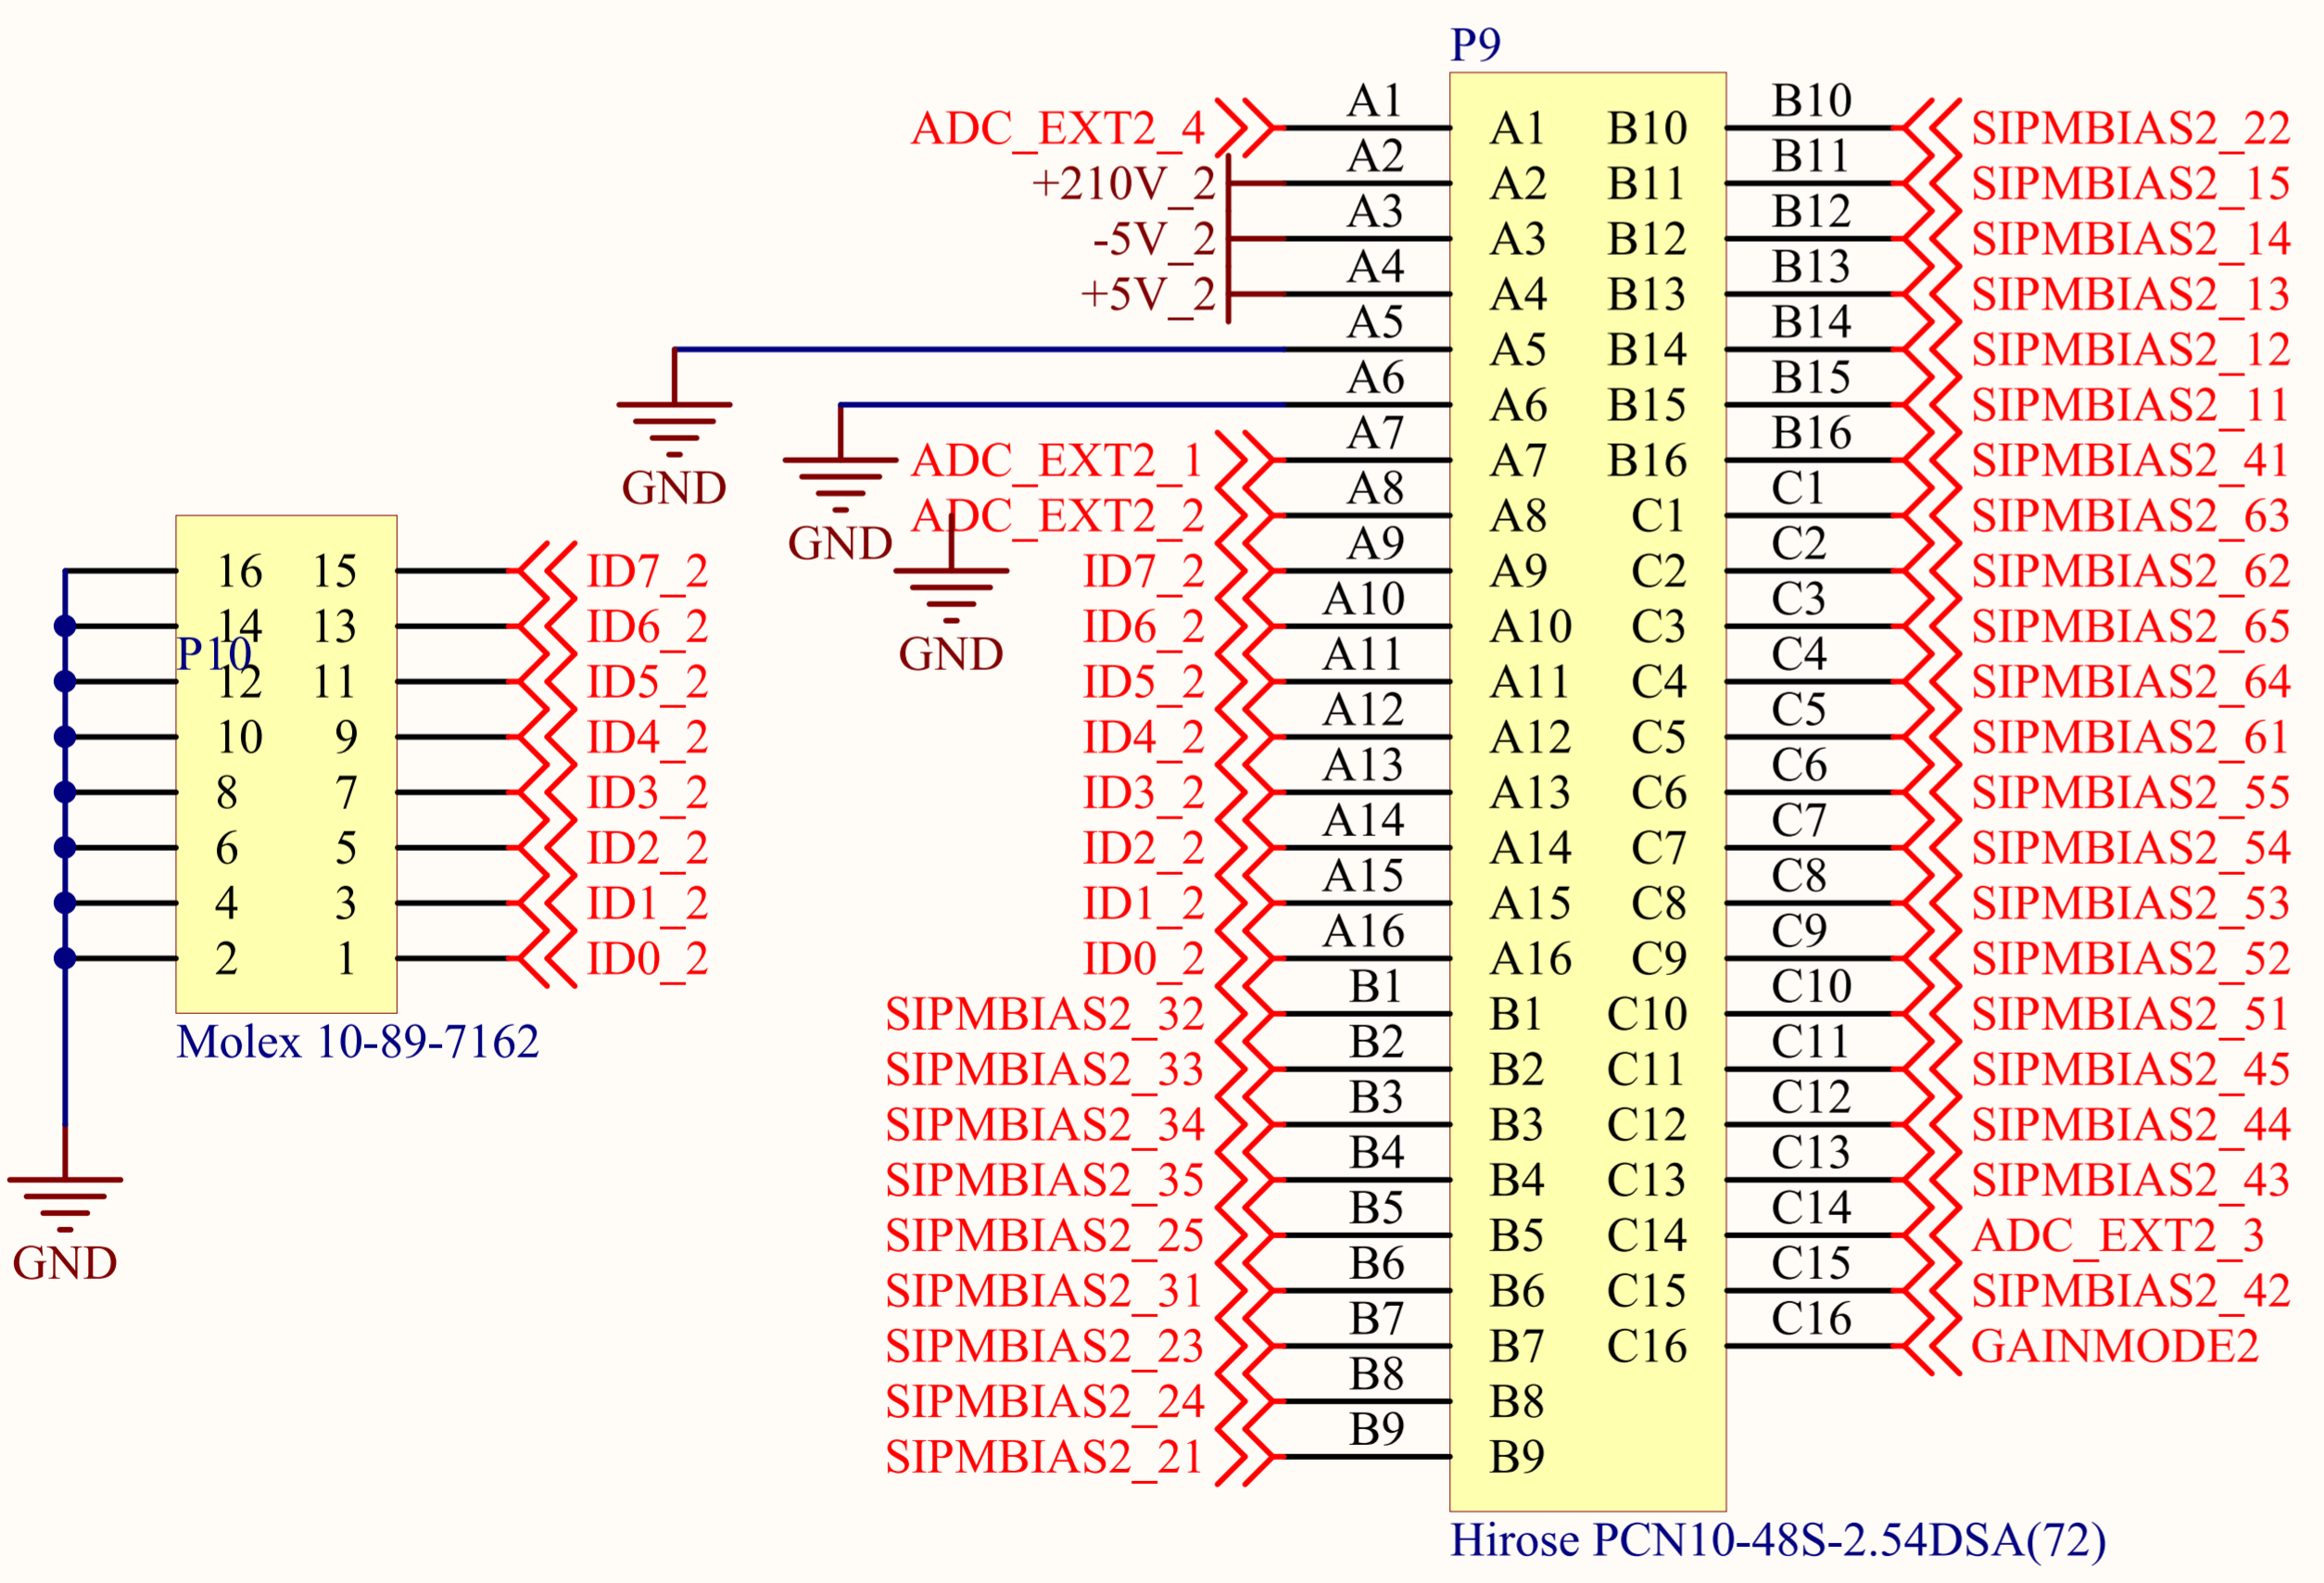 P9
ADC_EXT2_4 A1 A1 B10 B10 SIPMBIAS2_22
+210V_2 A2 A2 B11 B11 SIPMBIAS2_15
-5V_2 A3 A3 B12 B12 SIPMBIAS2_14
+5V_2 A4 A4 B13 B13 SIPMBIAS2_13
A5 A5 B14 B14 SIPMBIAS2_12
A6 A6 B15 B15 SIPMBIAS2_11
GND ADC_EXT2_1 A7 A7 B16 B16 SIPMBIAS2_41
GND ADC_EXT2_2 A8 A8 C1 C1 SIPMBIAS2_63
16 15 ID7_2 ID7_2 A9 A9 C2 C2 SIPMBIAS2_62
14 13 ID6_2 GND ID6_2 A10 A10 C3 C3 SIPMBIAS2_65
P10
12 11 ID5_2 ID5_2 A11 A11 C4 C4 SIPMBIAS2_64
10 9 ID4_2 ID4_2 A12 A12 C5 C5 SIPMBIAS2_61
8 7 ID3_2 ID3_2 A13 A13 C6 C6 SIPMBIAS2_55
6 5 ID2_2 ID2_2 A14 A14 C7 C7 SIPMBIAS2_54
4 3 ID1_2 ID1_2 A15 A15 C8 C8 SIPMBIAS2_53
2 1 ID0_2 ID0_2 A16 A16 C9 C9 SIPMBIAS2_52
Molex 10-89-7162
SIPMBIAS2_32 B1 B1 C10 C10 SIPMBIAS2_51
SIPMBIAS2_33 B2 B2 C11 C11 SIPMBIAS2_45
SIPMBIAS2_34 B3 B3 C12 C12 SIPMBIAS2_44
SIPMBIAS2_35 B4 B4 C13 C13 SIPMBIAS2_43
GND
SIPMBIAS2_25 B5 B5 C14 C14 ADC_EXT2_3
SIPMBIAS2_31 B6 B6 C15 C15 SIPMBIAS2_42
SIPMBIAS2_23 B7 B7 C16 C16 GAINMODE2
SIPMBIAS2_24 B8 B8
SIPMBIAS2_21 B9 B9
Hirose PCN10-48S-2.54DSA(72)